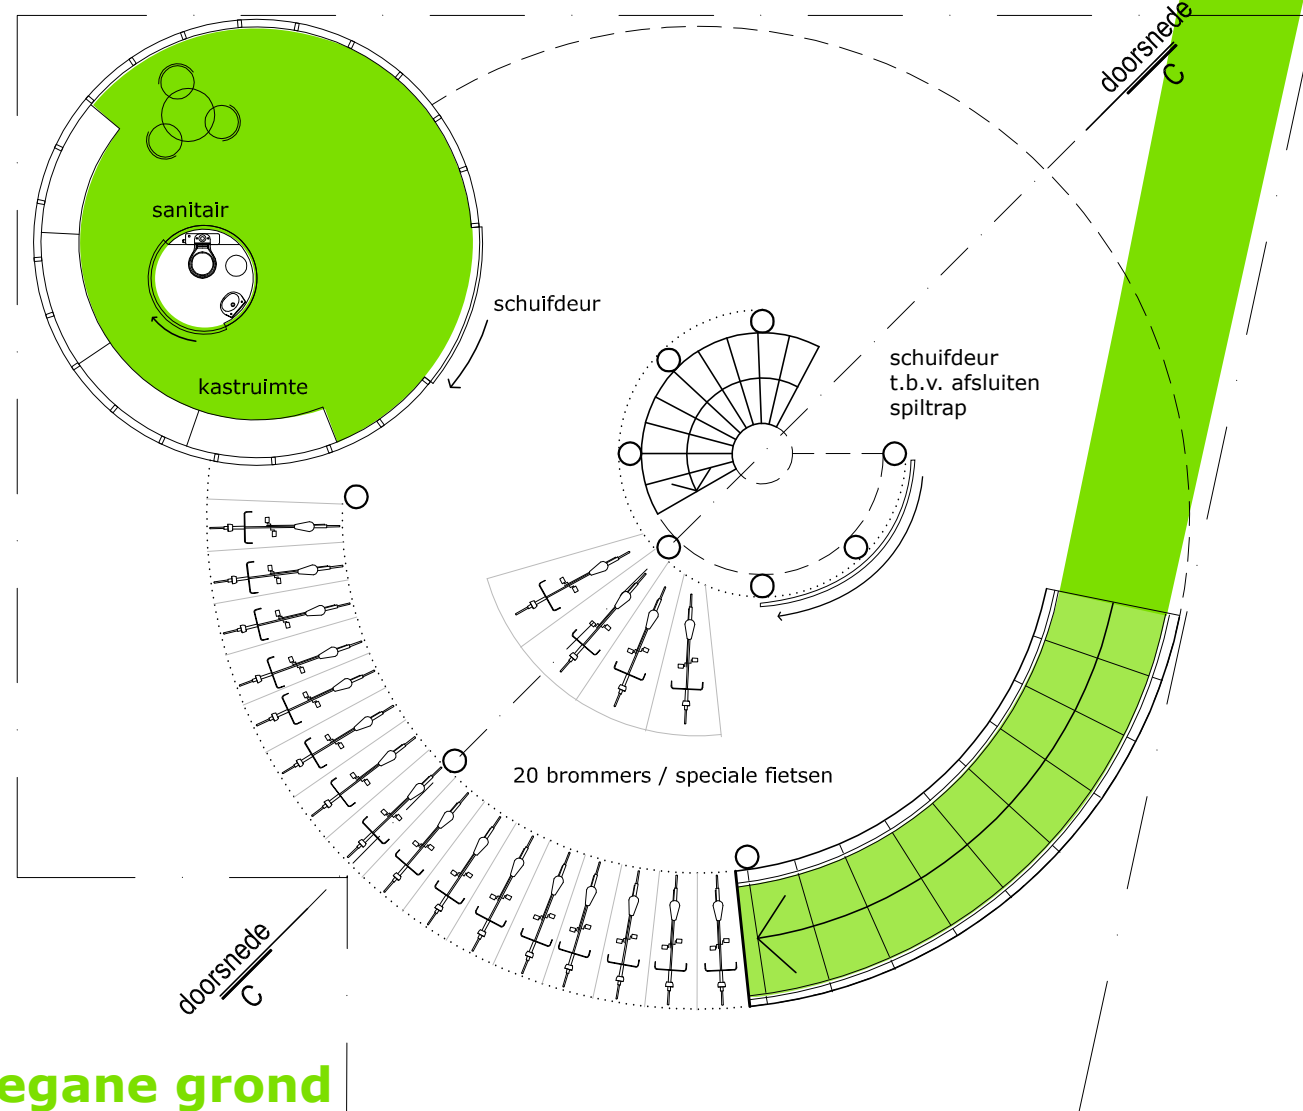 doorsnede
C
sanitair
schuifdeur
kastruimte
schuifdeur
t.b.v. afsluiten
spiltrap
20 brommers / speciale fietsen
doorsnede
C
egane grond